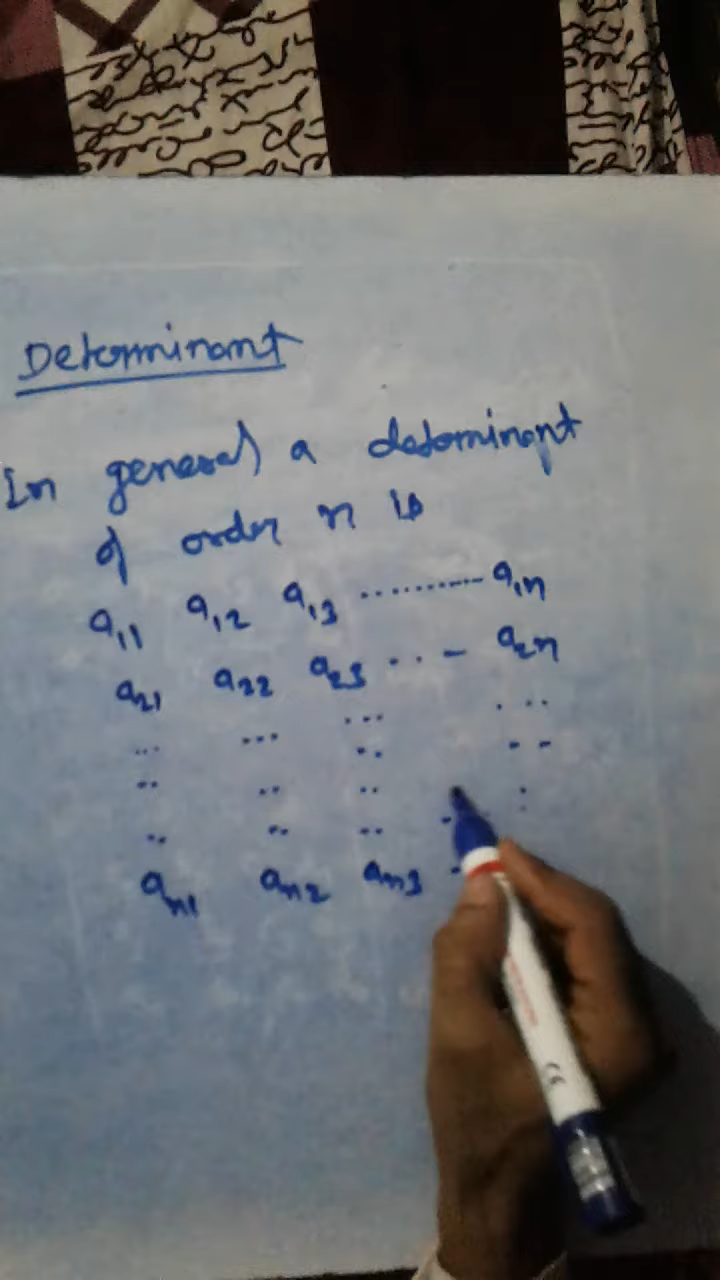 Determinant
In general a determinant
of order n is
a11 a12 a13 .......... a1n
a21 a22 a23 ... - a2n
... ... ... ...
.. .. .. --
.. .. .. :
an1 an2 an3